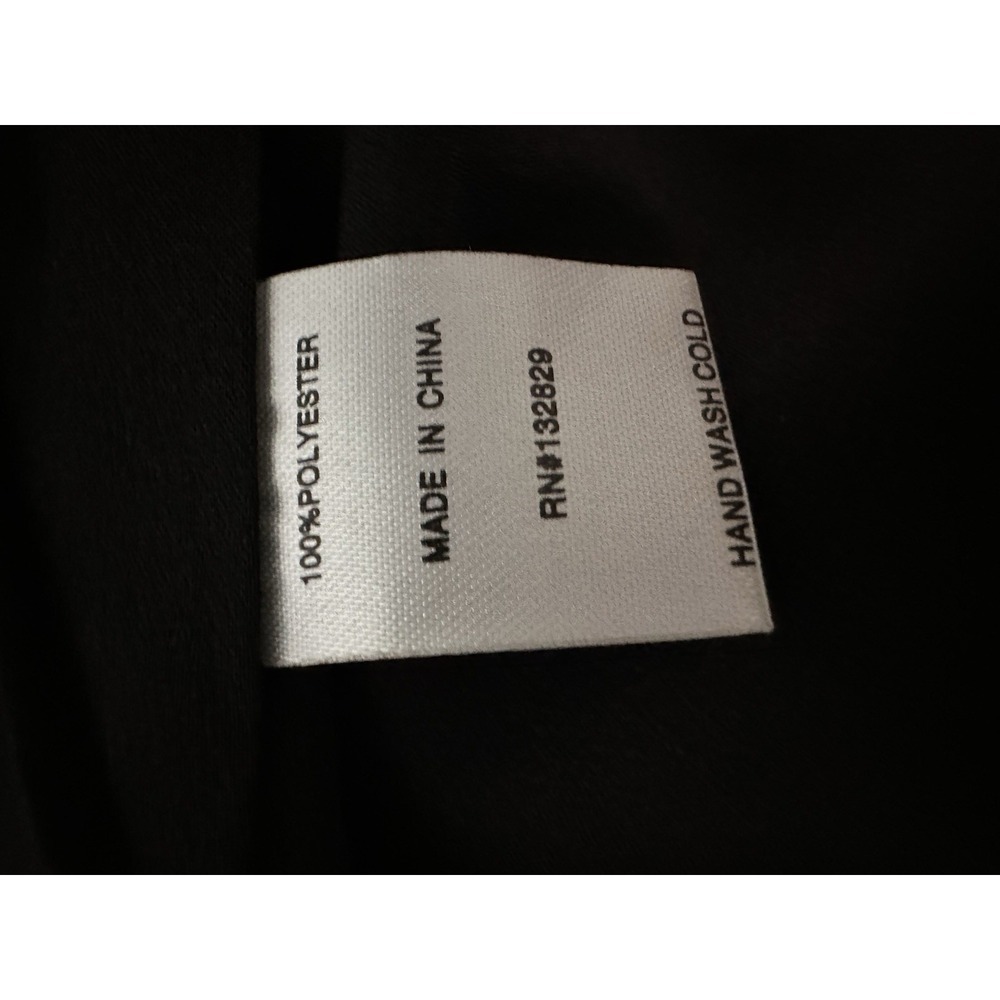 100%POLYESTER
MADE IN CHINA
RN#132829
HAND WASH COLD